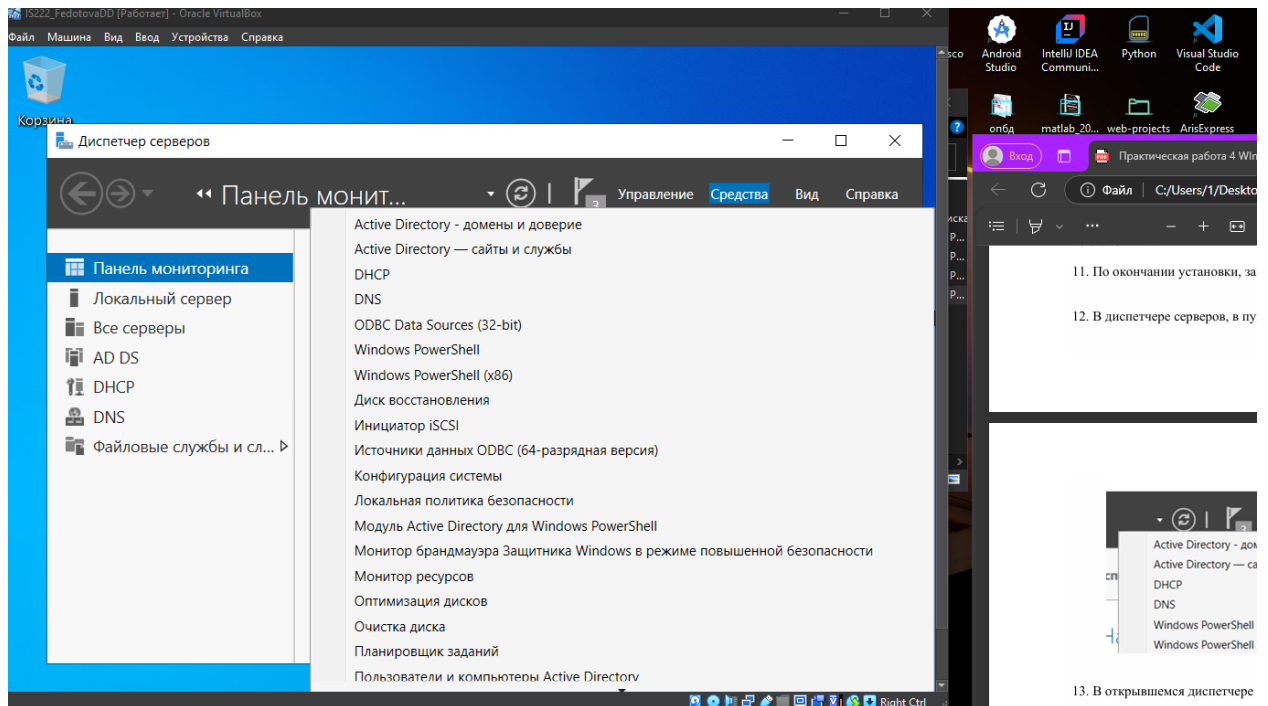 IS222_FedotovaDD [Работает] - Oracle VirtualBox
Файл Машина Вид Ввод Устройства Справка
Корзина
Диспетчер серверов
Панель монит...
3
Управление Средства Вид Справка
Панель мониторинга
Локальный сервер
Все серверы
AD DS
DHCP
DNS
Файловые службы и сл...
Active Directory - домены и доверие
Active Directory — сайты и службы
DHCP
DNS
ODBC Data Sources (32-bit)
Windows PowerShell
Windows PowerShell (x86)
Диск восстановления
Инициатор iSCSI
Источники данных ODBC (64-разрядная версия)
Конфигурация системы
Локальная политика безопасности
Модуль Active Directory для Windows PowerShell
Монитор брандмауэра Защитника Windows в режиме повышенной безопасности
Монитор ресурсов
Оптимизация дисков
Очистка диска
Планировщик заданий
Пользователи и компьютеры Active Directory
Right Ctrl
sco
Android Studio
IntelliJ IDEA Communi...
Python
Visual Studio Code
опбд
matlab_20...
web-projects
ArisExpress
иска
P...
P...
P...
P...
Вход
Практическая работа 4 WIn
Файл C:/Users/1/Deskto
11. По окончании установки, за
12. В диспетчере серверов, в пу
3
Active Directory - дом
Active Directory — са
DHCP
DNS
Windows PowerShell
Windows PowerShell
13. В открывшемся диспетчере